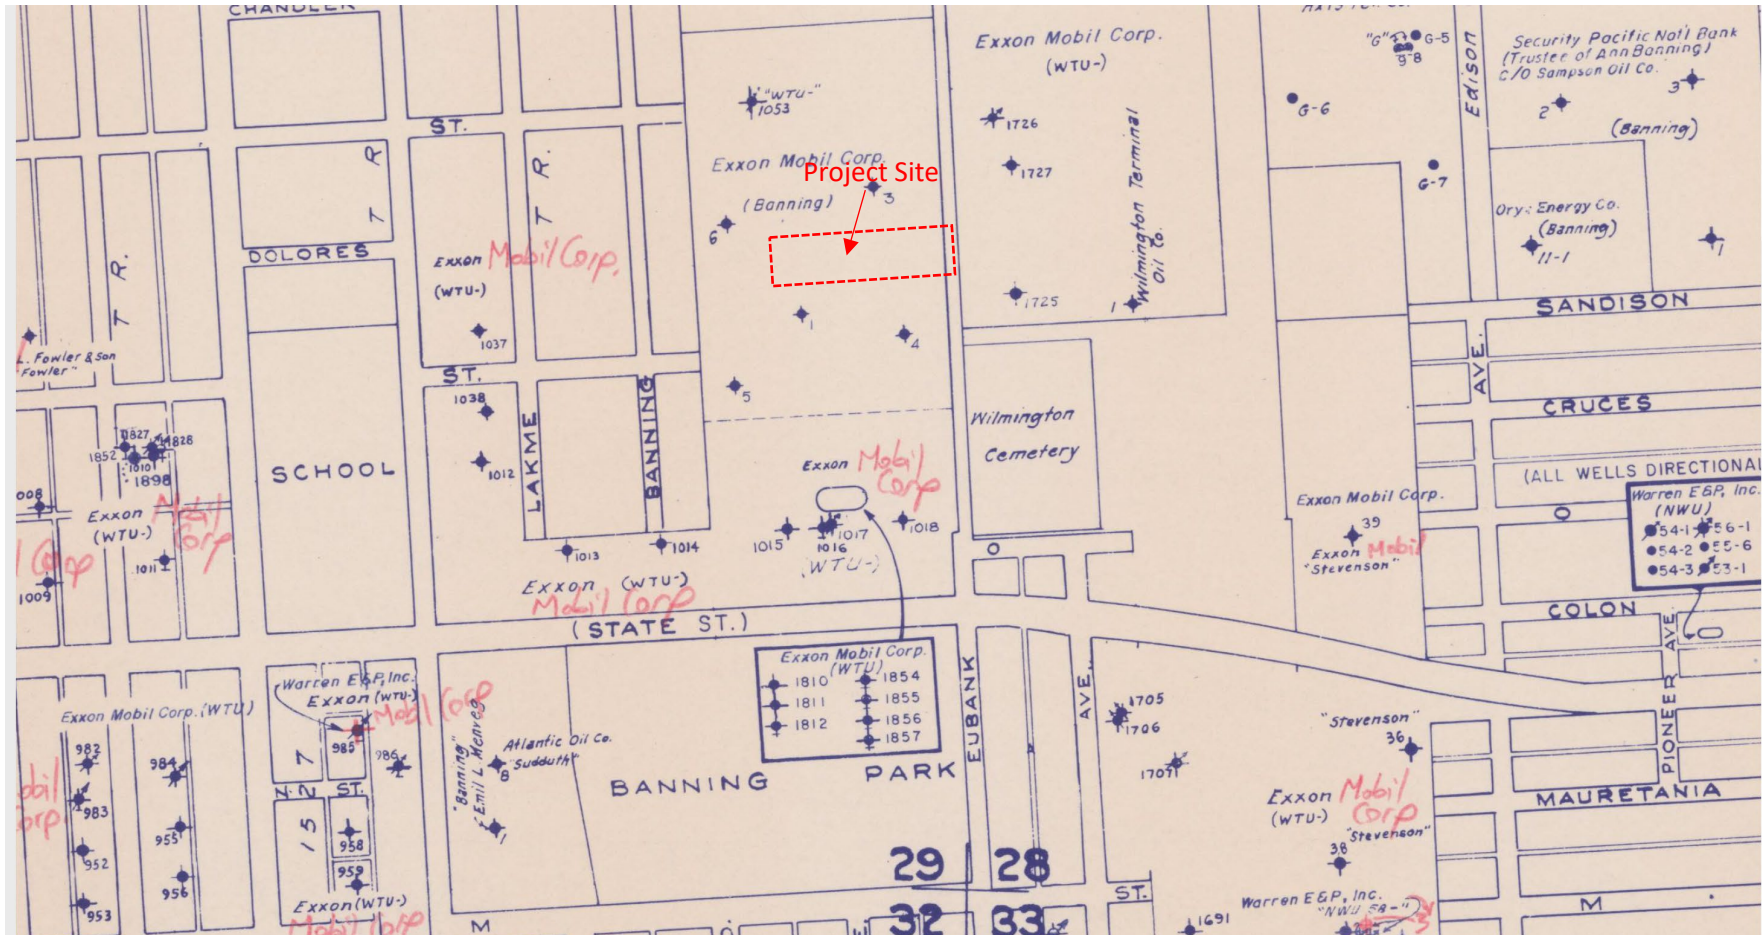 CHANDLER
Exxon Mobil Corp.
(WTU-)
"G"
G-5
9-8
Edison
Security Pacific Nat'l Bank
(Trustee of Ann Banning)
C/O Sampson Oil Co.
3
2
(Banning)
"WTU-"
1053
G-6
ST.
1726
T R
T R.
Exxon Mobil Corp.
Project Site
(Banning)
3
6
1727
Wilmington Terminal
Oil Co.
G-7
Ory: Energy Co.
(Banning)
11-1
1
DOLORES
T R.
Exxon Mobil Corp.
(WTU-)
1725
1
SANDISON
1
4
1037
L. Fowler & Son
Fowler"
ST.
1038
5
AVE.
CRUCES
LAKME
BANNING
Wilmington
Cemetery
1827
1828
1852
1010
1898
SCHOOL
1012
Exxon Mobil
Corp
(ALL WELLS DIRECTIONAL
Warren E&P, Inc.
(NWU)
54-1 56-1
54-2 55-6
54-3 53-1
008
Exxon Mobil
(WTU-) Corp
Exxon Mobil Corp.
39
Exxon Mobil
"Stevenson"
1015
1016
1017
1018
(WTU-)
1011
Corp
1009
1013
1014
Exxon (WTU-)
Mobil Corp
(STATE ST.)
COLON
PIONEER AVE
Exxon Mobil Corp.
(WTU)
1810 1854
1811 1855
1812 1856
1857
EUBANK
AVE.
Warren E&P, Inc.
Exxon (WTU-)
Mobil Corp
985
986
Exxon Mobil Corp. (WTU)
982
984
983
1705
1706
1707
"Stevenson"
36
"Banning"
Atlantic Oil Co.
"Sudduth"
8
1
BANNING PARK
7
2
ST.
15
MAURETANIA
obil
orp.
955
952
956
953
958
959
Exxon (WTU-)
Mobil Corp
Exxon Mobil
(WTU-) Corp
"Stevenson"
38
29 28
32 33
ST.
1691
Warren E&P, Inc.
M
M